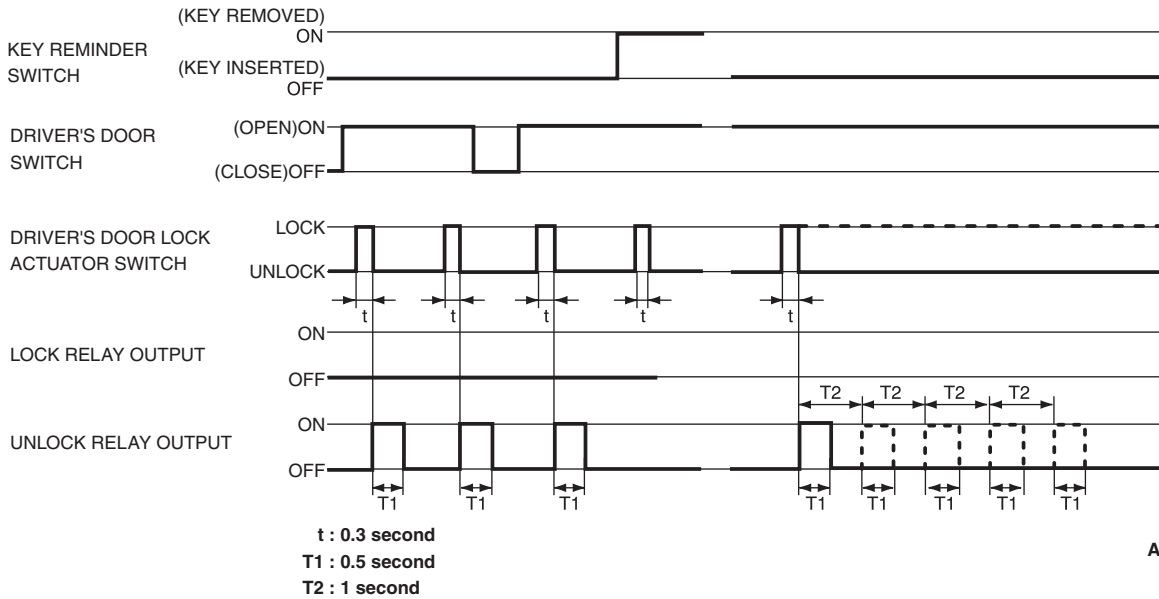 (KEY REMOVED)
ON
KEY REMINDER
SWITCH
(KEY INSERTED)
OFF
DRIVER'S DOOR
SWITCH
(OPEN)ON
(CLOSE)OFF
DRIVER'S DOOR LOCK
ACTUATOR SWITCH
LOCK
UNLOCK
t t t t t
LOCK RELAY OUTPUT
ON
OFF
T2 T2 T2 T2
UNLOCK RELAY OUTPUT
ON
OFF
T1 T1 T1 T1 T1 T1 T1 T1
t : 0.3 second
T1 : 0.5 second
A
T2 : 1 second